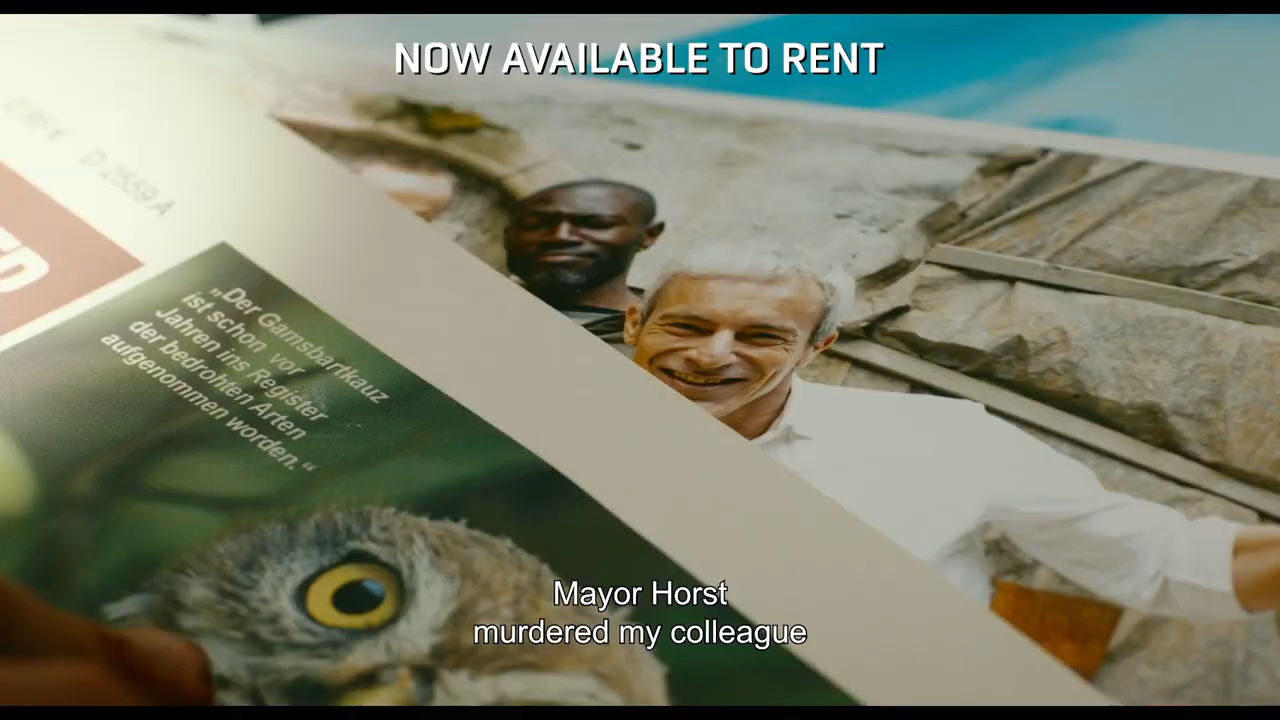 NOW AVAILABLE TO RENT
D 2559 A
„Der Gamsbartkauz
ist schon vor
Jahren ins Register
der bedrohten Arten
aufgenommen worden.“
Mayor Horst
murdered my colleague